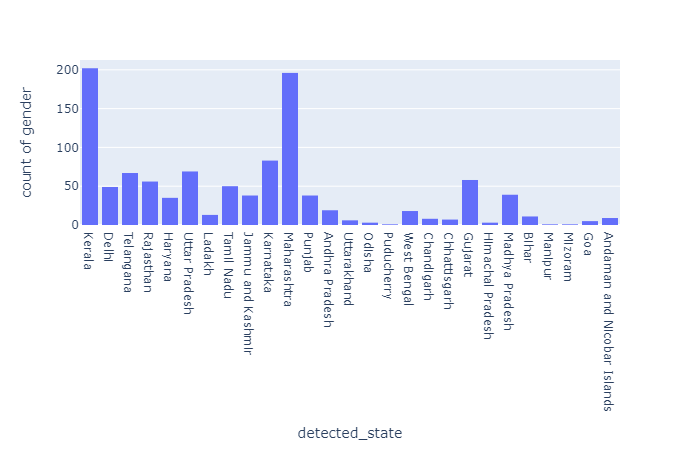 count of gender
200
150
100
50
0
Kerala
Delhi
Telangana
Rajasthan
Haryana
Uttar Pradesh
Ladakh
Tamil Nadu
Jammu and Kashmir
Karnataka
Maharashtra
Punjab
Andhra Pradesh
Uttarakhand
Odisha
Puducherry
West Bengal
Chandigarh
Chhattisgarh
Gujarat
Himachal Pradesh
Madhya Pradesh
Bihar
Manipur
Mizoram
Goa
Andaman and Nicobar Islands
detected_state